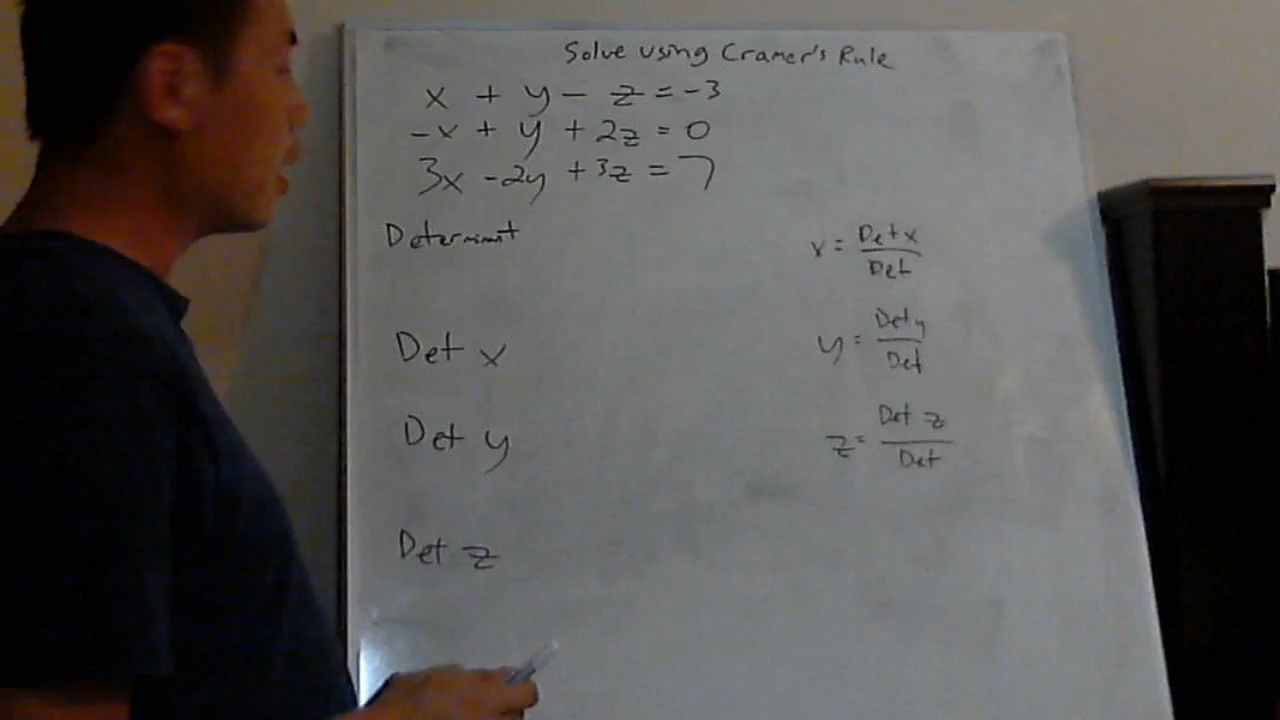 Solve using Cramer's Rule
x + y - z = -3
-x + y + 2z = 0
3x - 2y + 3z = 7
Determinant
x = Det x / Det
Det x
y = Det y / Det
Det y
z = Det z / Det
Det z